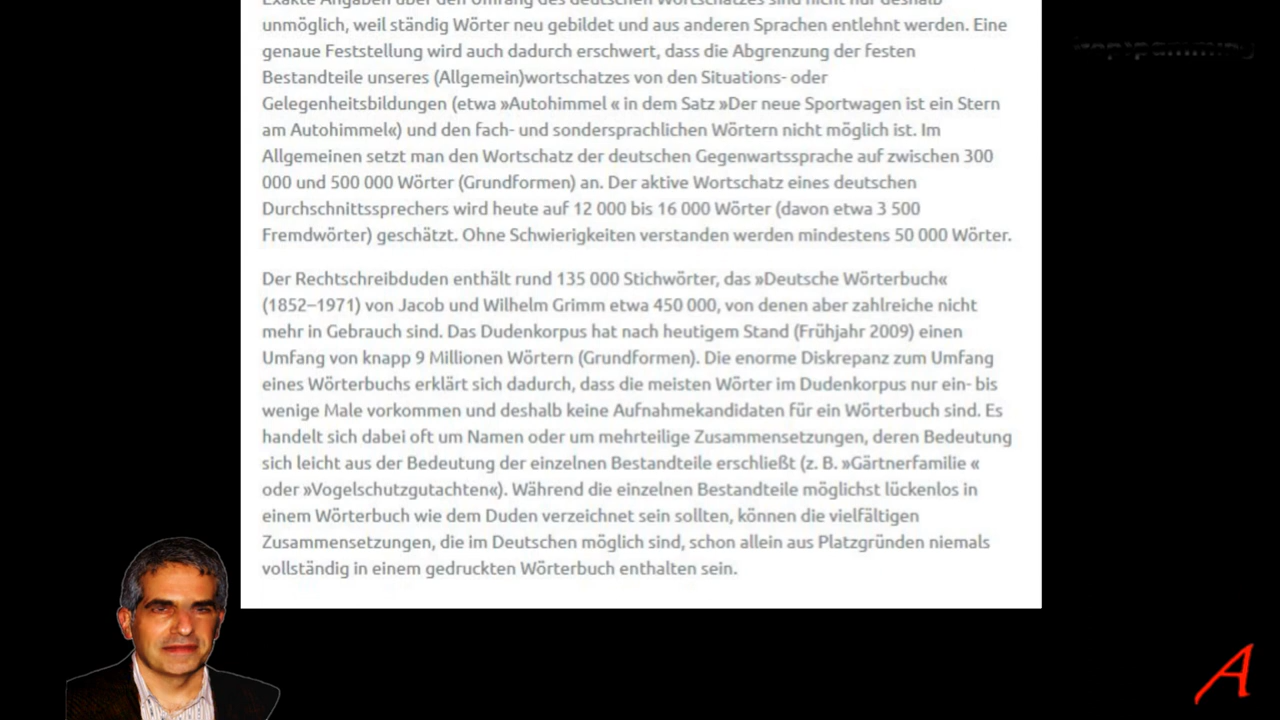 Exakte Angaben über den Umfang des deutschen Wortschatzes sind nicht nur deshalb
unmöglich, weil ständig Wörter neu gebildet und aus anderen Sprachen entlehnt werden. Eine
genaue Feststellung wird auch dadurch erschwert, dass die Abgrenzung der festen
Bestandteile unseres (Allgemein)wortschatzes von den Situations- oder
Gelegenheitsbildungen (etwa »Autohimmel « in dem Satz »Der neue Sportwagen ist ein Stern
am Autohimmel«) und den fach- und sondersprachlichen Wörtern nicht möglich ist. Im
Allgemeinen setzt man den Wortschatz der deutschen Gegenwartssprache auf zwischen 300
000 und 500 000 Wörter (Grundformen) an. Der aktive Wortschatz eines deutschen
Durchschnittssprechers wird heute auf 12 000 bis 16 000 Wörter (davon etwa 3 500
Fremdwörter) geschätzt. Ohne Schwierigkeiten verstanden werden mindestens 50 000 Wörter.
Der Rechtschreibduden enthält rund 135 000 Stichwörter, das »Deutsche Wörterbuch«
(1852–1971) von Jacob und Wilhelm Grimm etwa 450 000, von denen aber zahlreiche nicht
mehr in Gebrauch sind. Das Dudenkorpus hat nach heutigem Stand (Frühjahr 2009) einen
Umfang von knapp 9 Millionen Wörtern (Grundformen). Die enorme Diskrepanz zum Umfang
eines Wörterbuchs erklärt sich dadurch, dass die meisten Wörter im Dudenkorpus nur ein- bis
wenige Male vorkommen und deshalb keine Aufnahmekandidaten für ein Wörterbuch sind. Es
handelt sich dabei oft um Namen oder um mehrteilige Zusammensetzungen, deren Bedeutung
sich leicht aus der Bedeutung der einzelnen Bestandteile erschließt (z. B. »Gärtnerfamilie «
oder »Vogelschutzgutachten«). Während die einzelnen Bestandteile möglichst lückenlos in
einem Wörterbuch wie dem Duden verzeichnet sein sollten, können die vielfältigen
Zusammensetzungen, die im Deutschen möglich sind, schon allein aus Platzgründen niemals
vollständig in einem gedruckten Wörterbuch enthalten sein.
A